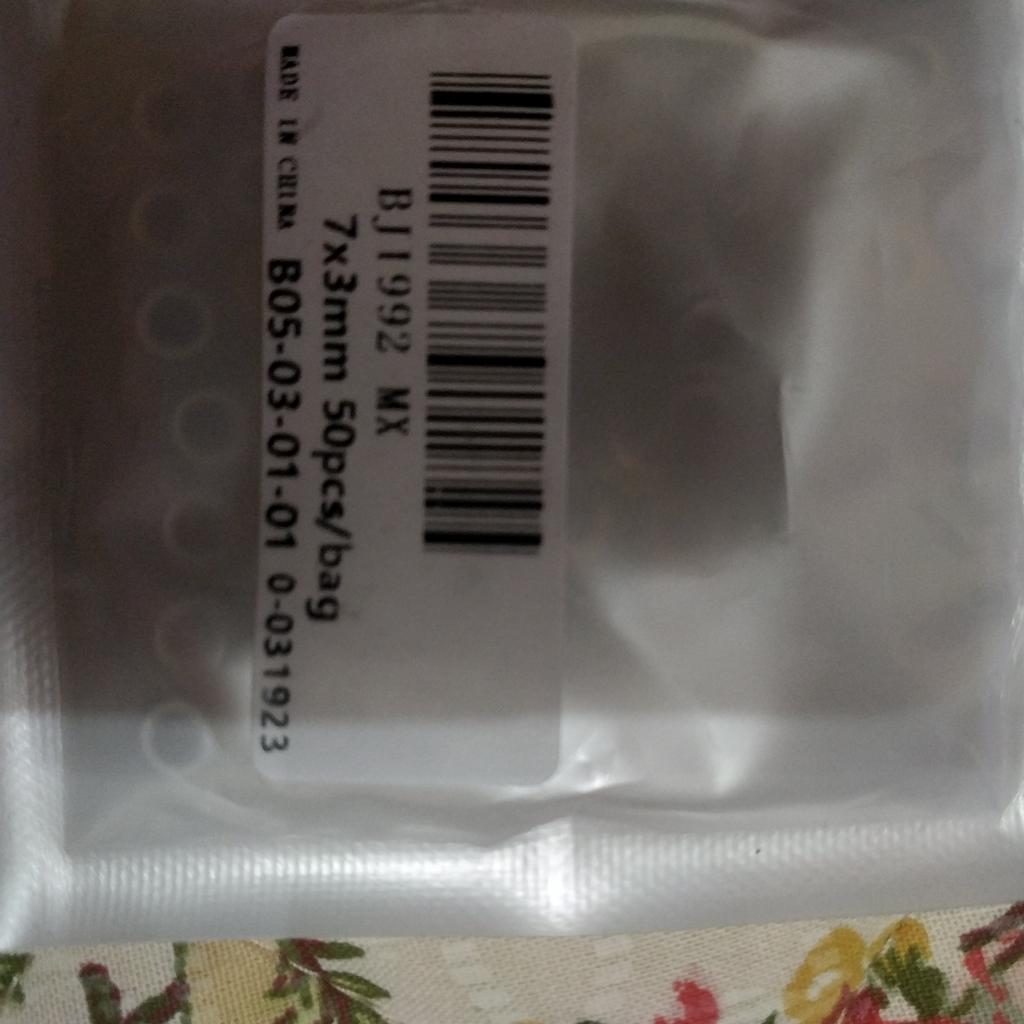 BJ1992 MX
7x3mm 50pcs/bag
MADE IN CHINA B05-03-01-01 0-031923